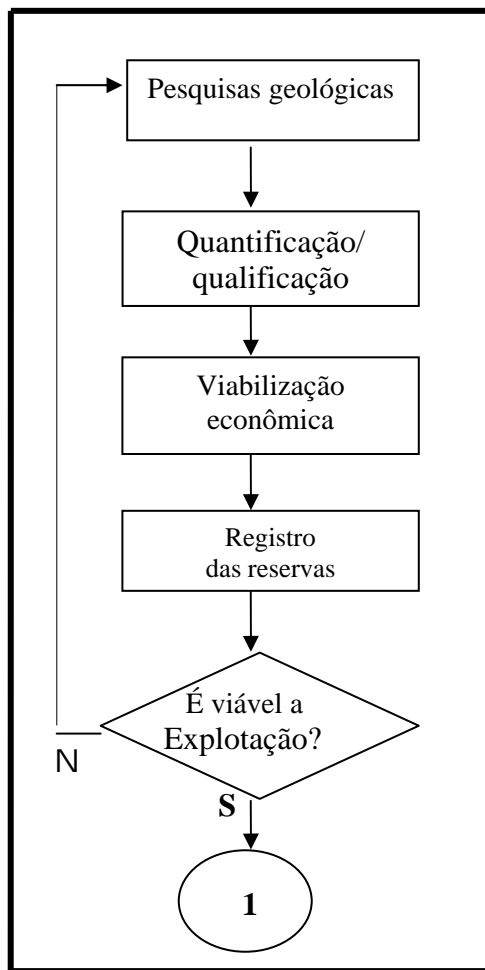 Pesquisas geológicas
Quantificação/
qualificação
Viabilização
econômica
Registro
das reservas
É viável a
Explotação?
N
S
1